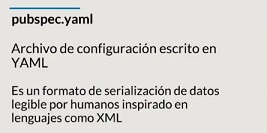 pubspec.yaml
Archivo de configuración escrito en
YAML
Es un formato de serialización de datos
legible por humanos inspirado en
lenguajes como XML